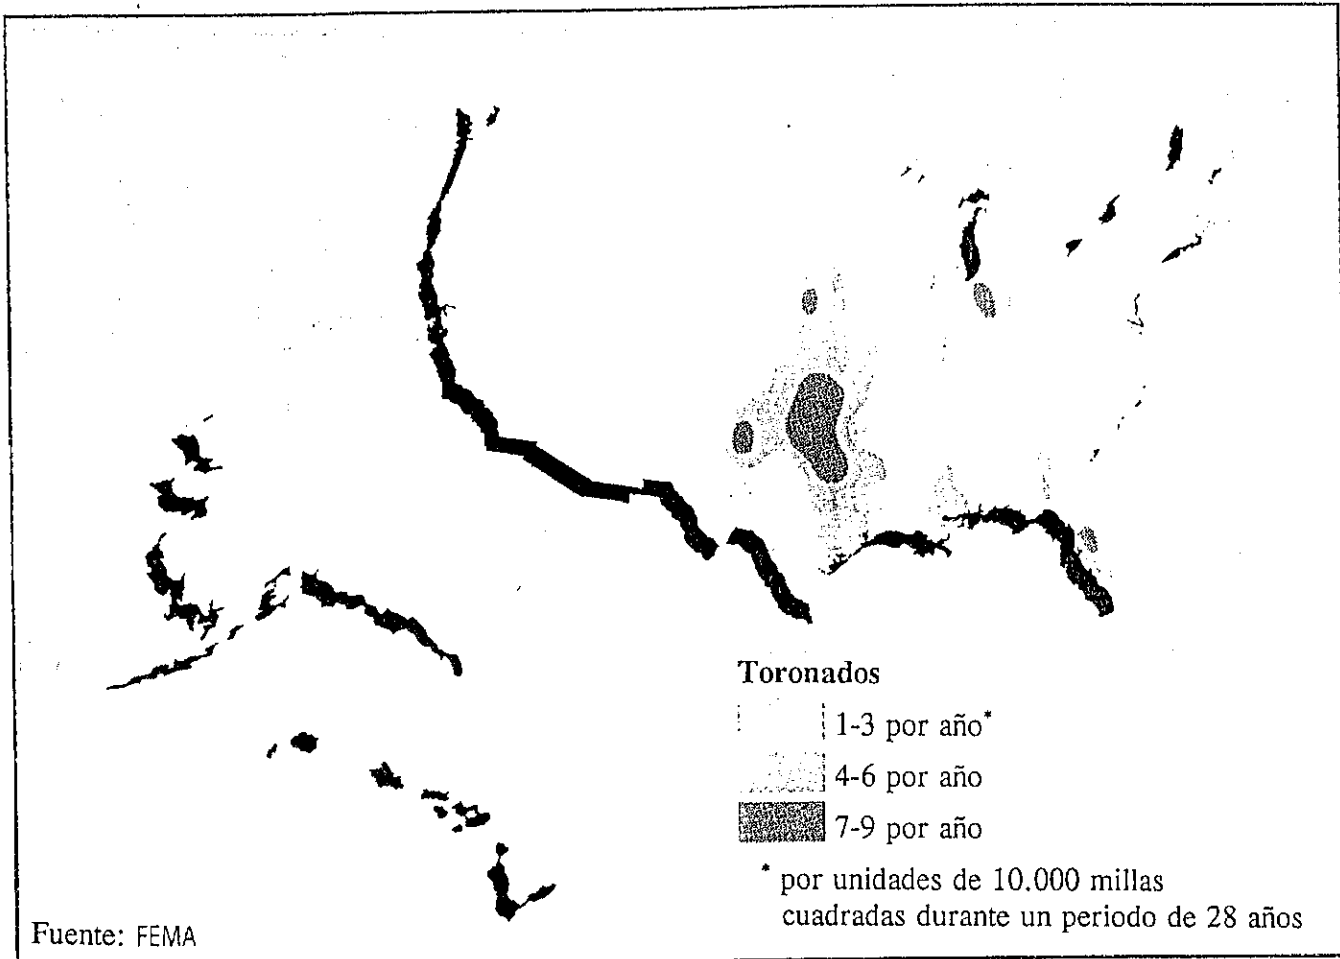 Toronados
1-3 por año*
4-6 por año
7-9 por año
* por unidades de 10.000 millas
cuadradas durante un periodo de 28 años
Fuente: FEMA